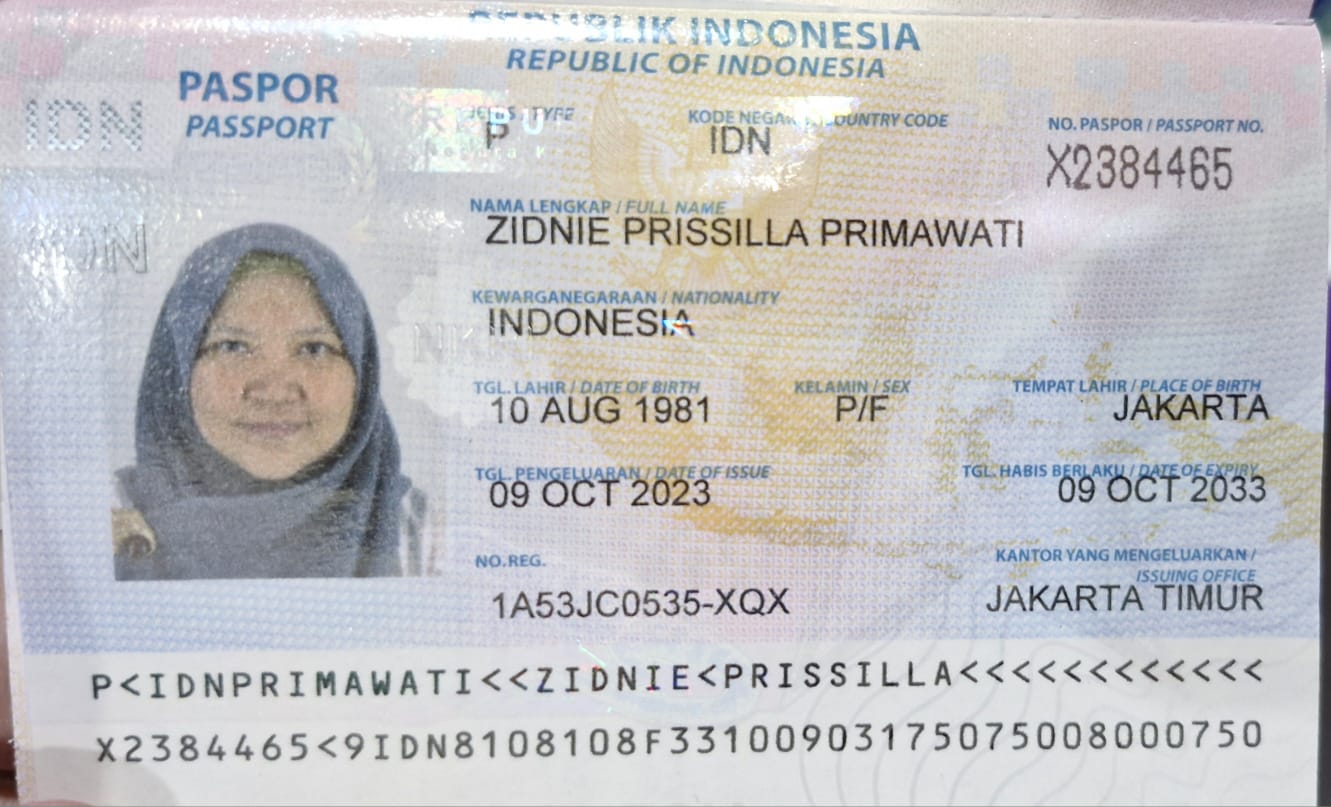 REPUBLIK INDONESIA
REPUBLIC OF INDONESIA
PASPOR
PASSPORT
IDN
JENIS / TYPE
P
KODE NEGARA / COUNTRY CODE
IDN
NO. PASPOR / PASSPORT NO.
X2384465
NAMA LENGKAP / FULL NAME
ZIDNIE PRISSILLA PRIMAWATI
KEWARGANEGARAAN / NATIONALITY
INDONESIA
TGL. LAHIR / DATE OF BIRTH
10 AUG 1981
KELAMIN / SEX
P/F
TEMPAT LAHIR / PLACE OF BIRTH
JAKARTA
TGL. PENGELUARAN / DATE OF ISSUE
09 OCT 2023
TGL. HABIS BERLAKU / DATE OF EXPIRY
09 OCT 2033
NO. REG.
1A53JC0535-XQX
KANTOR YANG MENGELUARKAN /
ISSUING OFFICE
JAKARTA TIMUR
P<IDNPRIMAWATI<<ZIDNIE<PRISSILLA<<<<<<<<<<<<
X2384465<9IDN8108108F33100903175075008000750